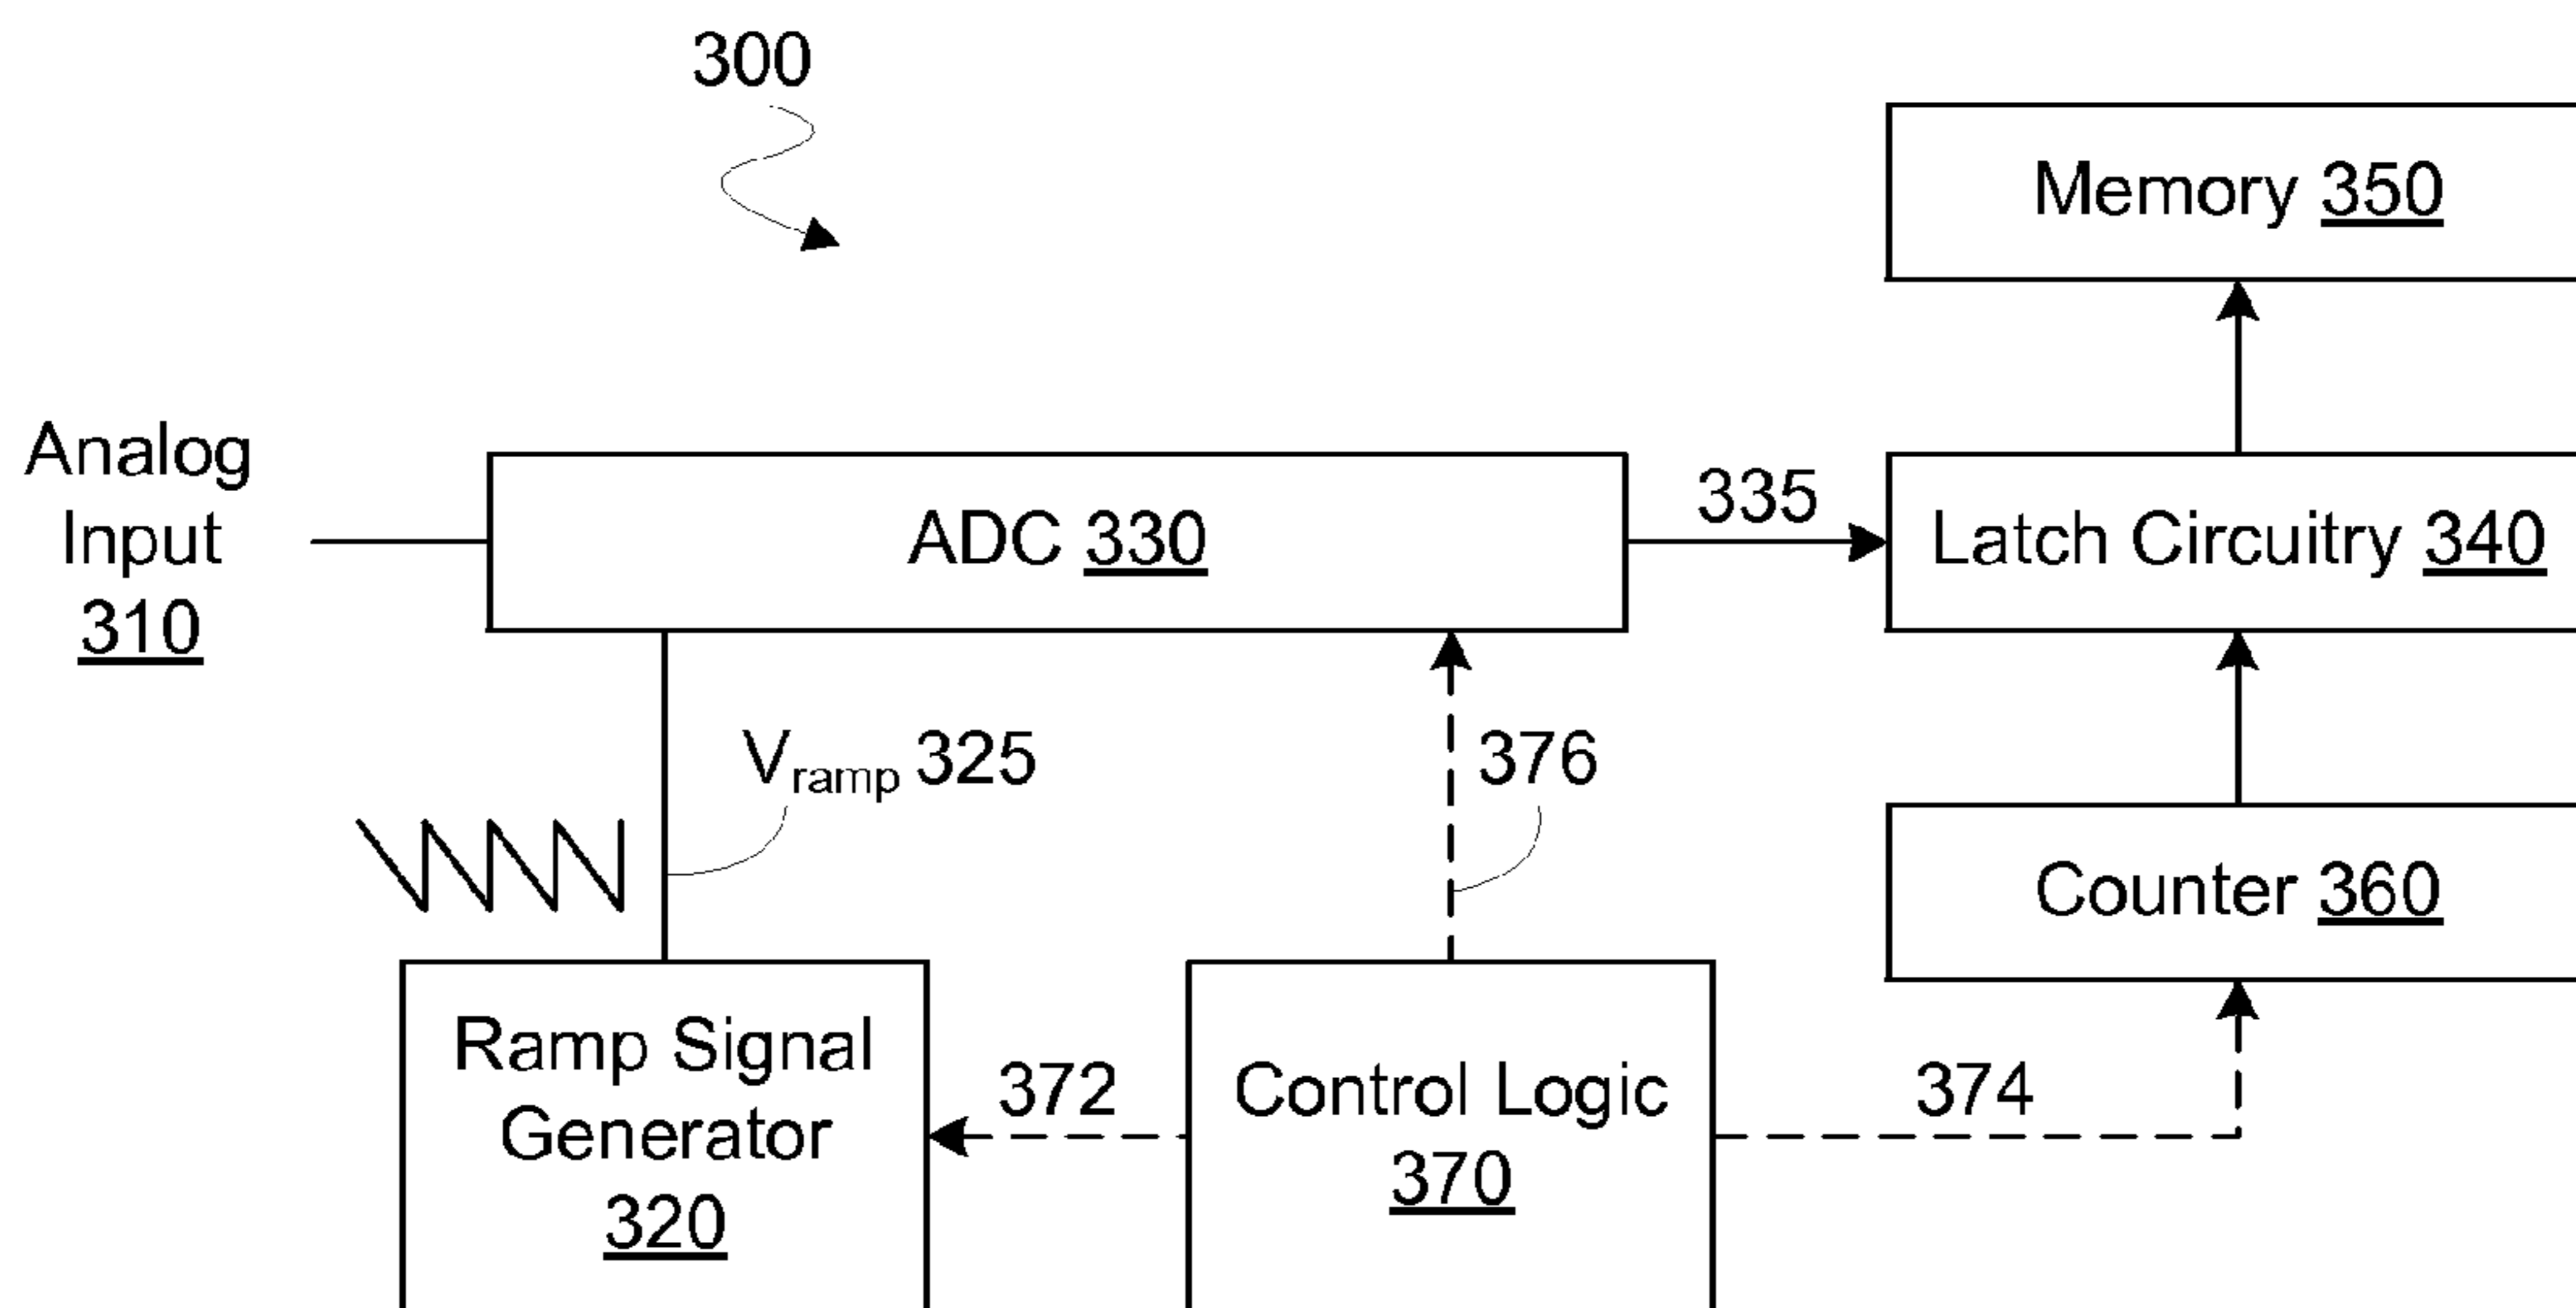 300
Memory 350
Analog
Input
310
ADC 330
335
Latch Circuitry 340
Vramp 325
376
Counter 360
Ramp Signal
Generator
320
372
Control Logic
370
374